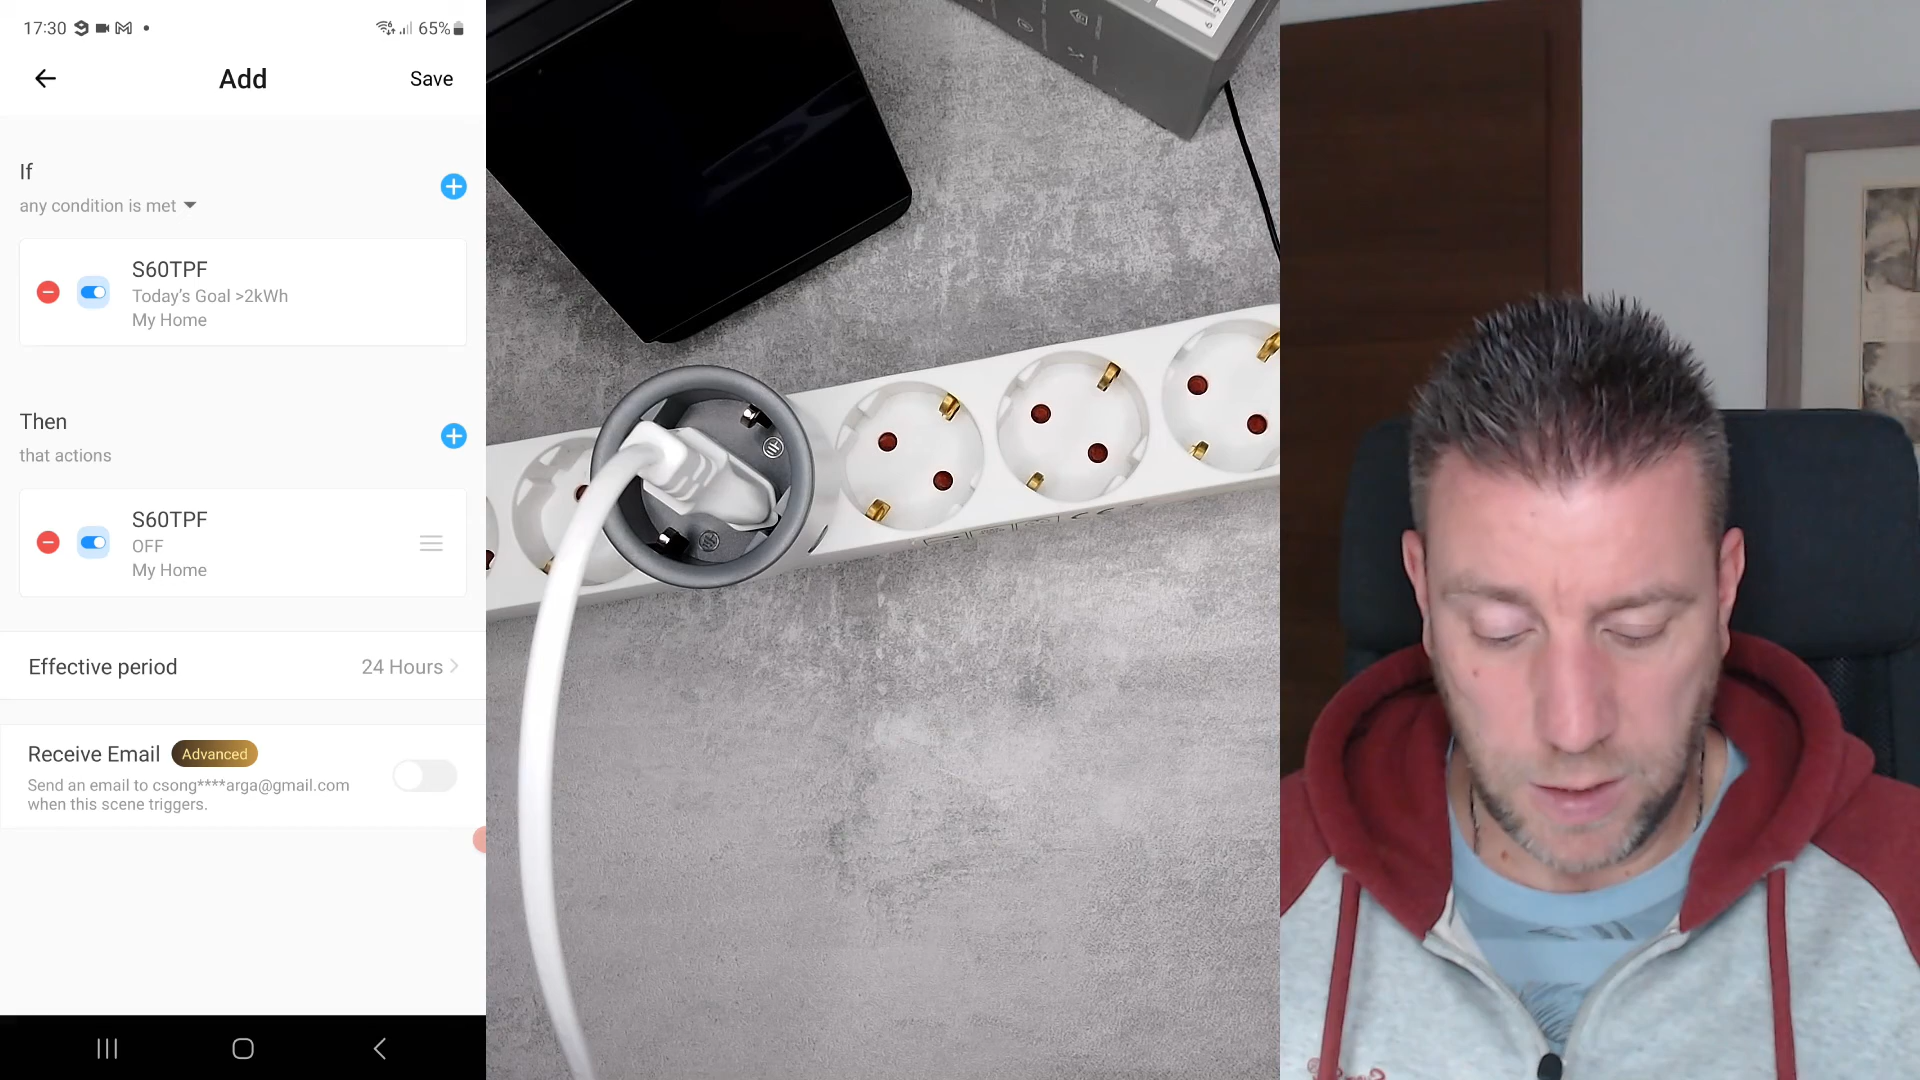 17:30
65%
Add
Save
If
any condition is met
S60TPF
Today's Goal >2kWh
My Home
Then
that actions
S60TPF
OFF
My Home
Effective period
24 Hours
Receive Email
Advanced
Send an email to csong****arga@gmail.com
when this scene triggers.